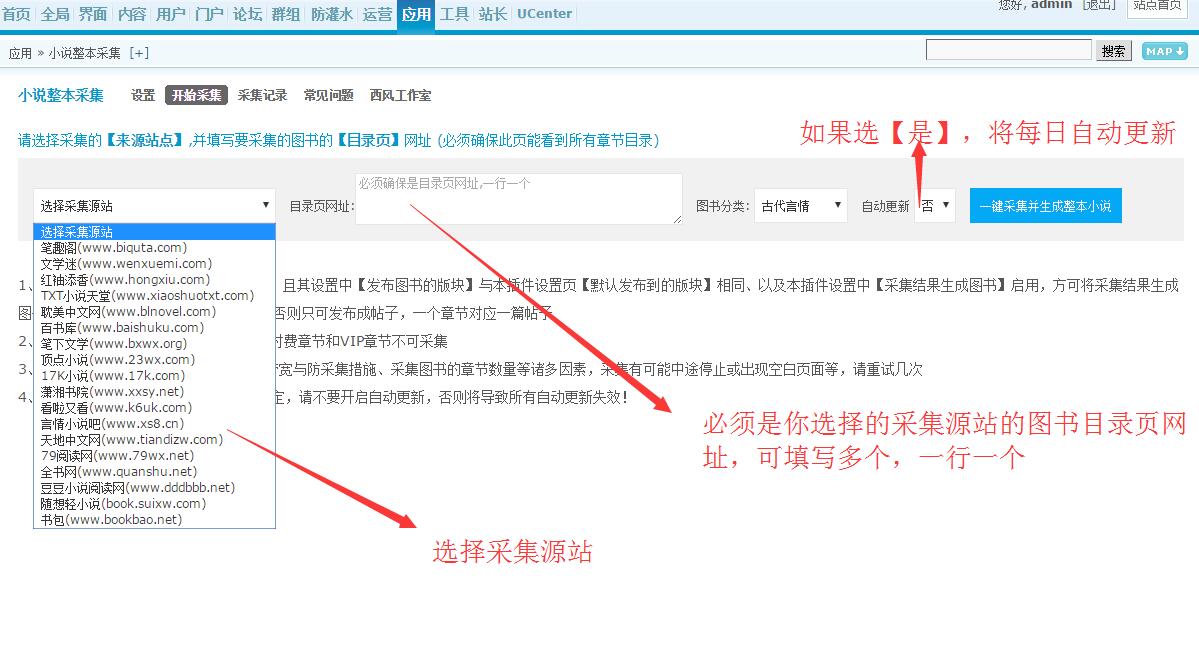 首页 全局 界面 内容 用户 门户 论坛 群组 防灌水 运营 应用 工具 站长 UCenter
您好, admin [退出] 站点首页
应用 » 小说整本采集 [+]
搜索 MAP
小说整本采集 设置 开始采集 采集记录 常见问题 西风工作室
请选择采集的【来源站点】,并填写要采集的图书的【目录页】网址 (必须确保此页能看到所有章节目录)
如果选【是】，将每日自动更新
选择采集源站 目录页网址: 必须确保是目录页网址,一行一个 图书分类: 古代言情 自动更新 否 一键采集并生成整本小说
选择采集源站
笔趣阁(www.biquta.com)
文学迷(www.wenxuemi.com)
红袖添香(www.hongxiu.com)
TXT小说天堂(www.xiaoshuotxt.com)
耽美中文网(www.blnovel.com)
百书库(www.baishuku.com)
笔下文学(www.bxwx.org)
顶点小说(www.23wx.com)
17K小说(www.17k.com)
潇湘书院(www.xxsy.net)
看啦又看(www.k6uk.com)
言情小说吧(www.xs8.cn)
天地中文网(www.tiandizw.com)
79阅读网(www.79wx.net)
全书网(www.quanshu.net)
豆豆小说阅读网(www.dddbbb.net)
随想轻小说(book.suixw.com)
书包(www.bookbao.net)
1、 且其设置中【发布图书的版块】与本插件设置页【默认发布到的版块】相同、以及本插件设置中【采集结果生成图书】启用，方可将采集结果生成
图 否则只可发布成帖子，一个章节对应一篇帖子
2、 付费章节和VIP章节不可采集
3、 带宽与防采集措施、采集图书的章节数量等诸多因素，采集有可能中途停止或出现空白页面等，请重试几次
4、 定，请不要开启自动更新，否则将导致所有自动更新失效！
必须是你选择的采集源站的图书目录页网
址，可填写多个，一行一个
选择采集源站